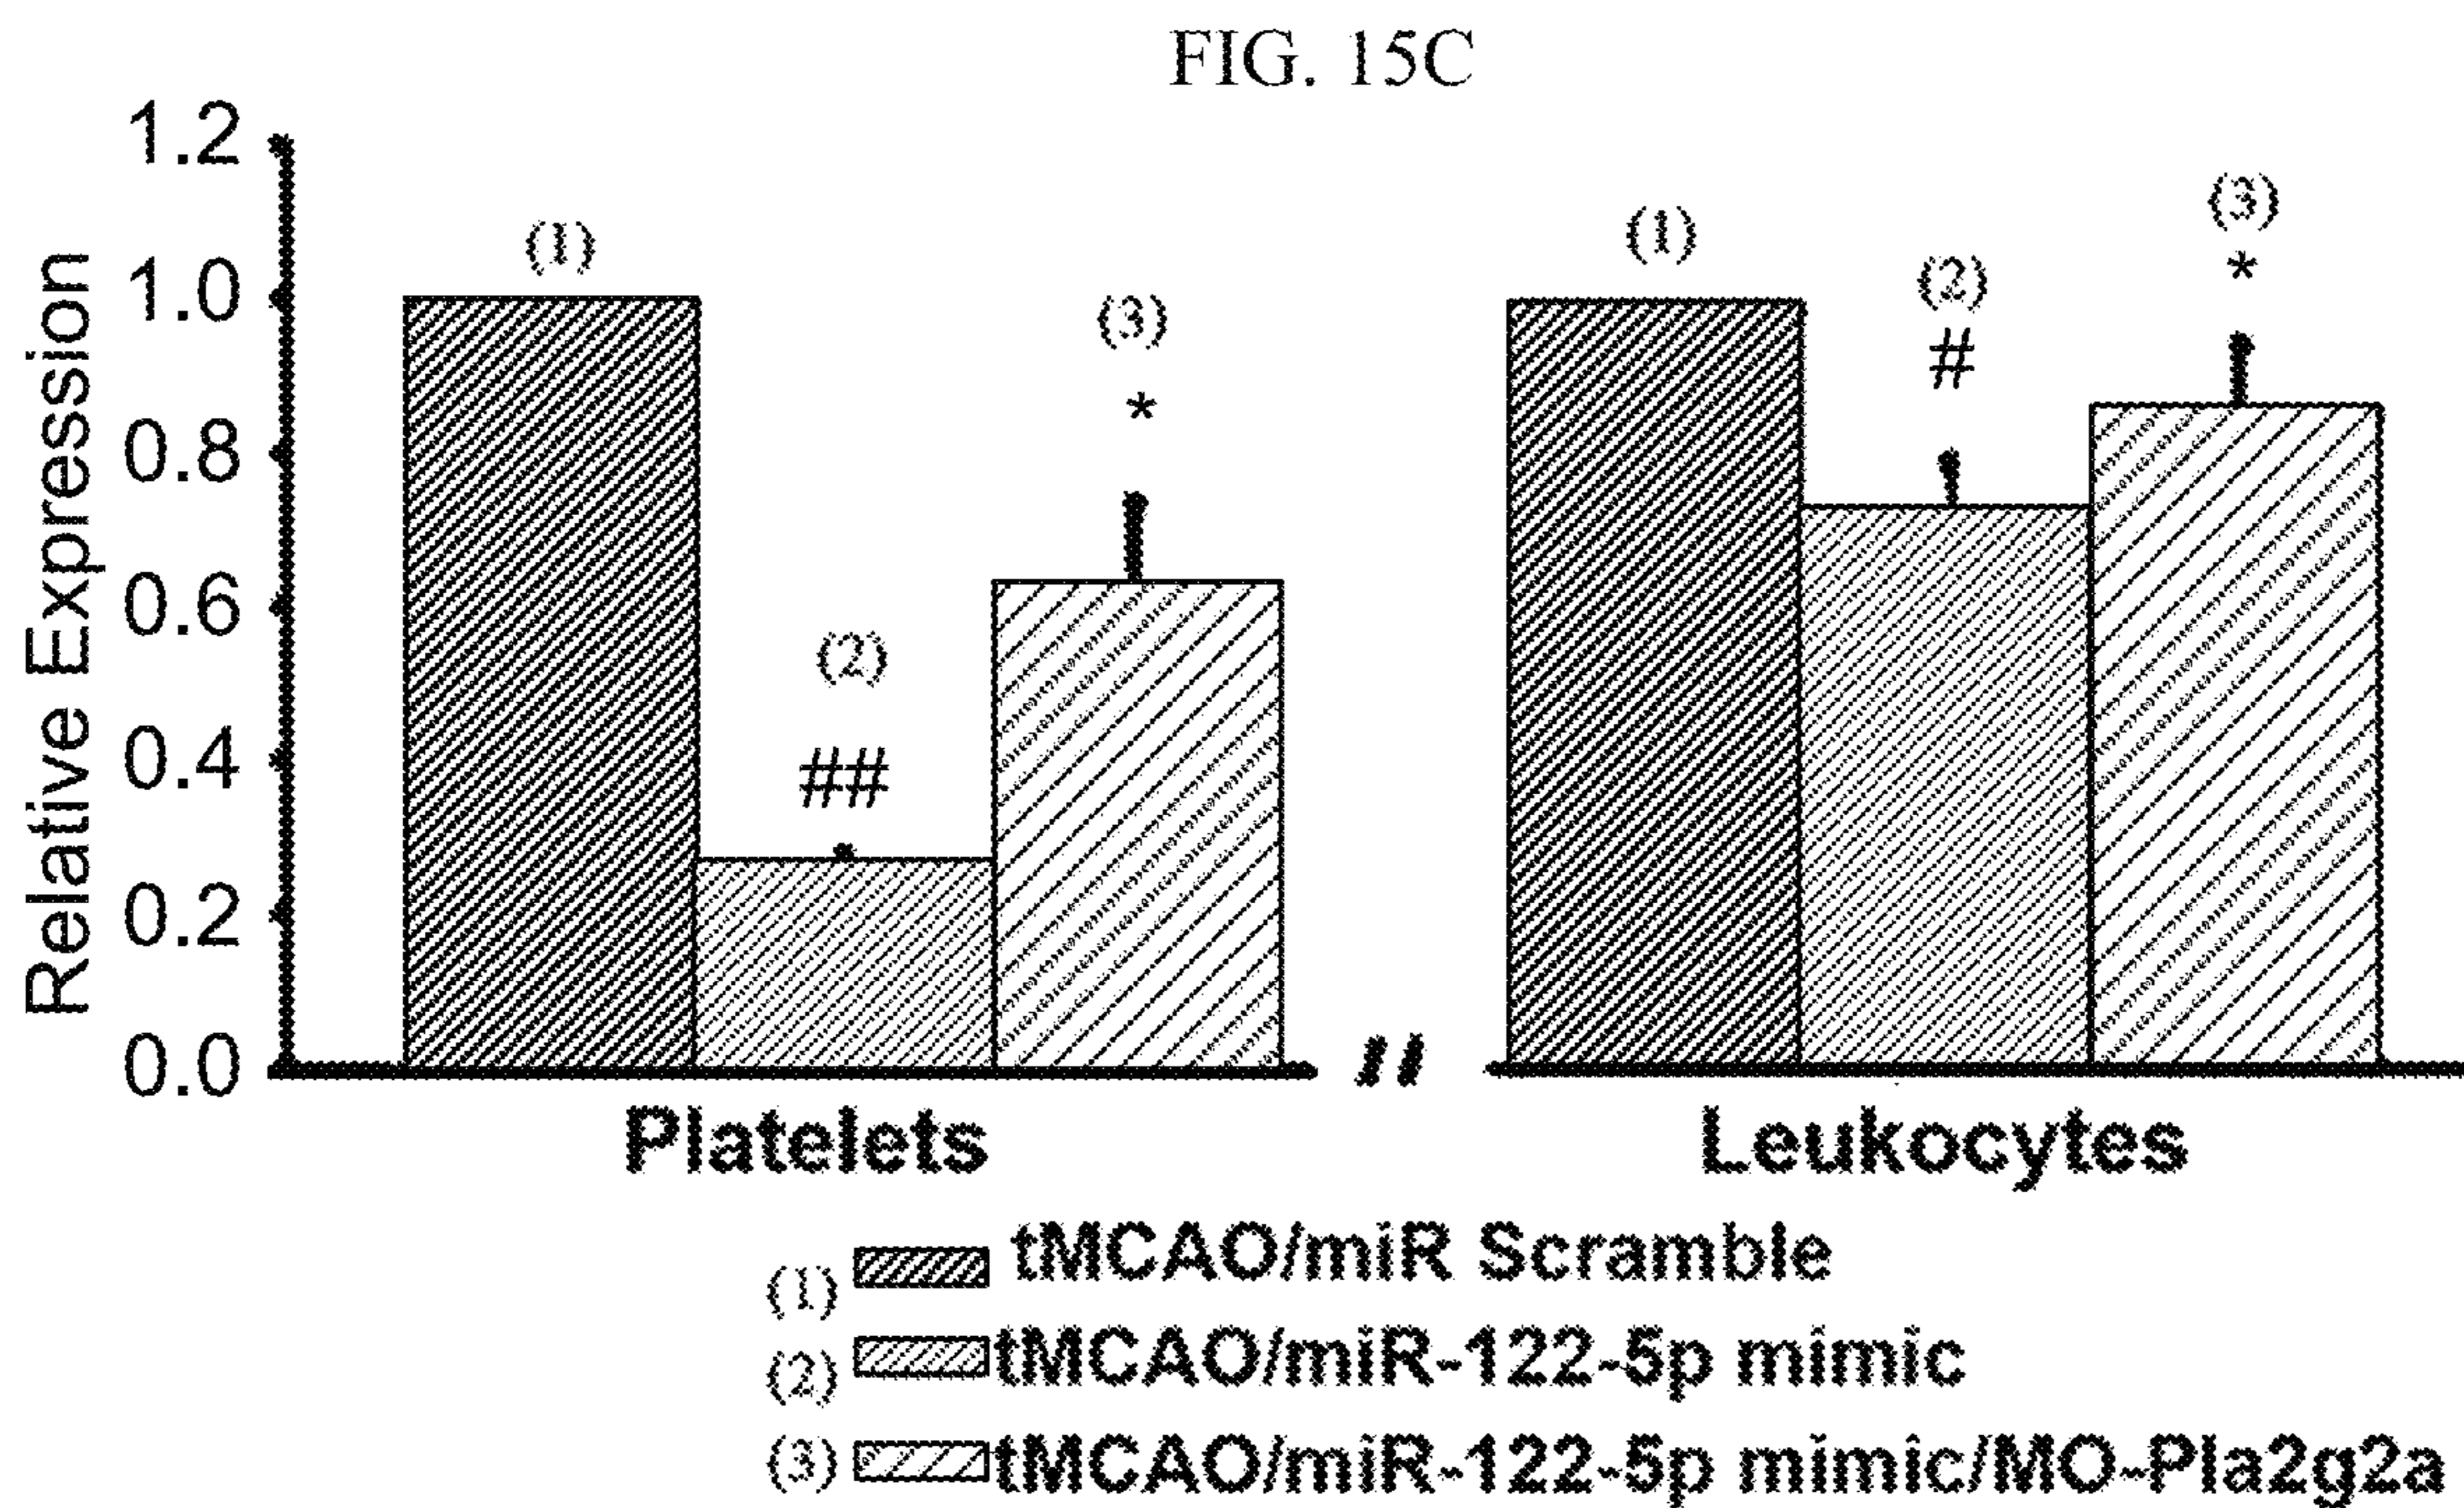 FIG. 15C
Relative Expression
1.2
1.0
0.8
0.6
0.4
0.2
0.0
(1)
(2)
##
(3)
*
(1)
(2)
#
(3)
*
Platelets
Leukocytes
(1) tMCAO/miR Scramble
(2) tMCAO/miR-122-5p mimic
(3) tMCAO/miR-122-5p mimic/MO-Pla2g2a